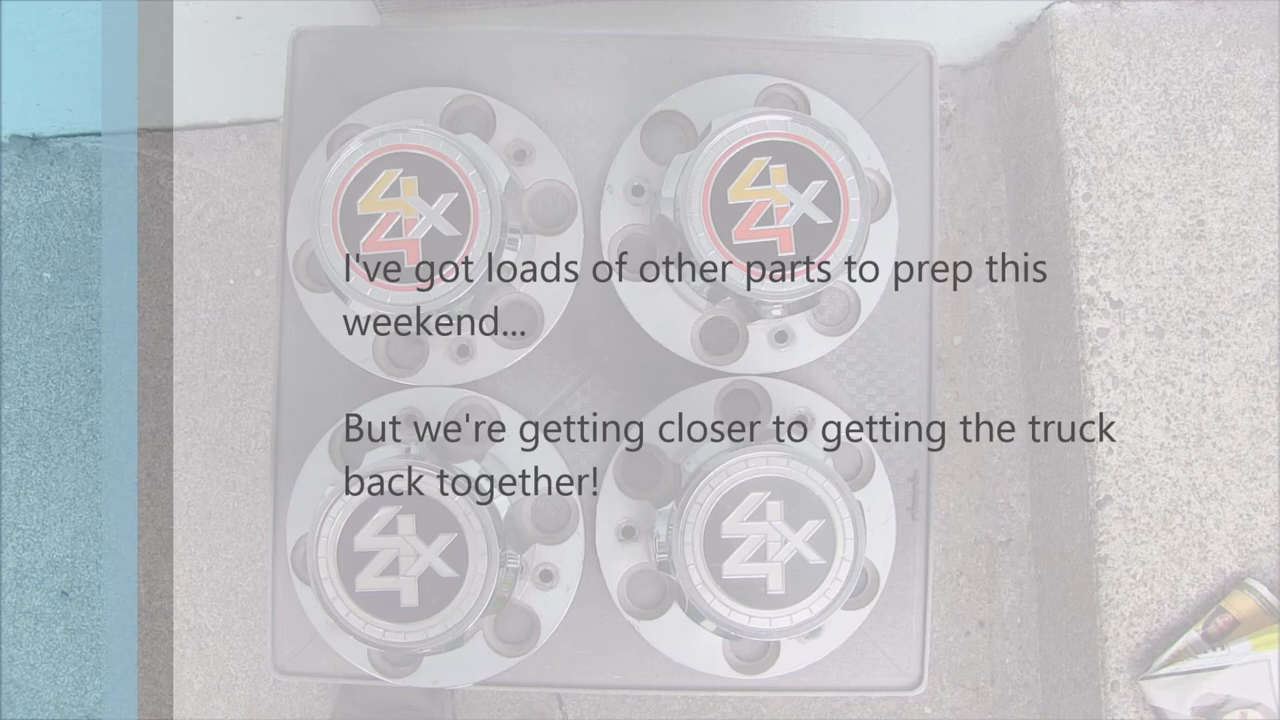 4x4
4x4
I've got loads of other parts to prep this
weekend...
But we're getting closer to getting the truck
back together!
4x4
4x4